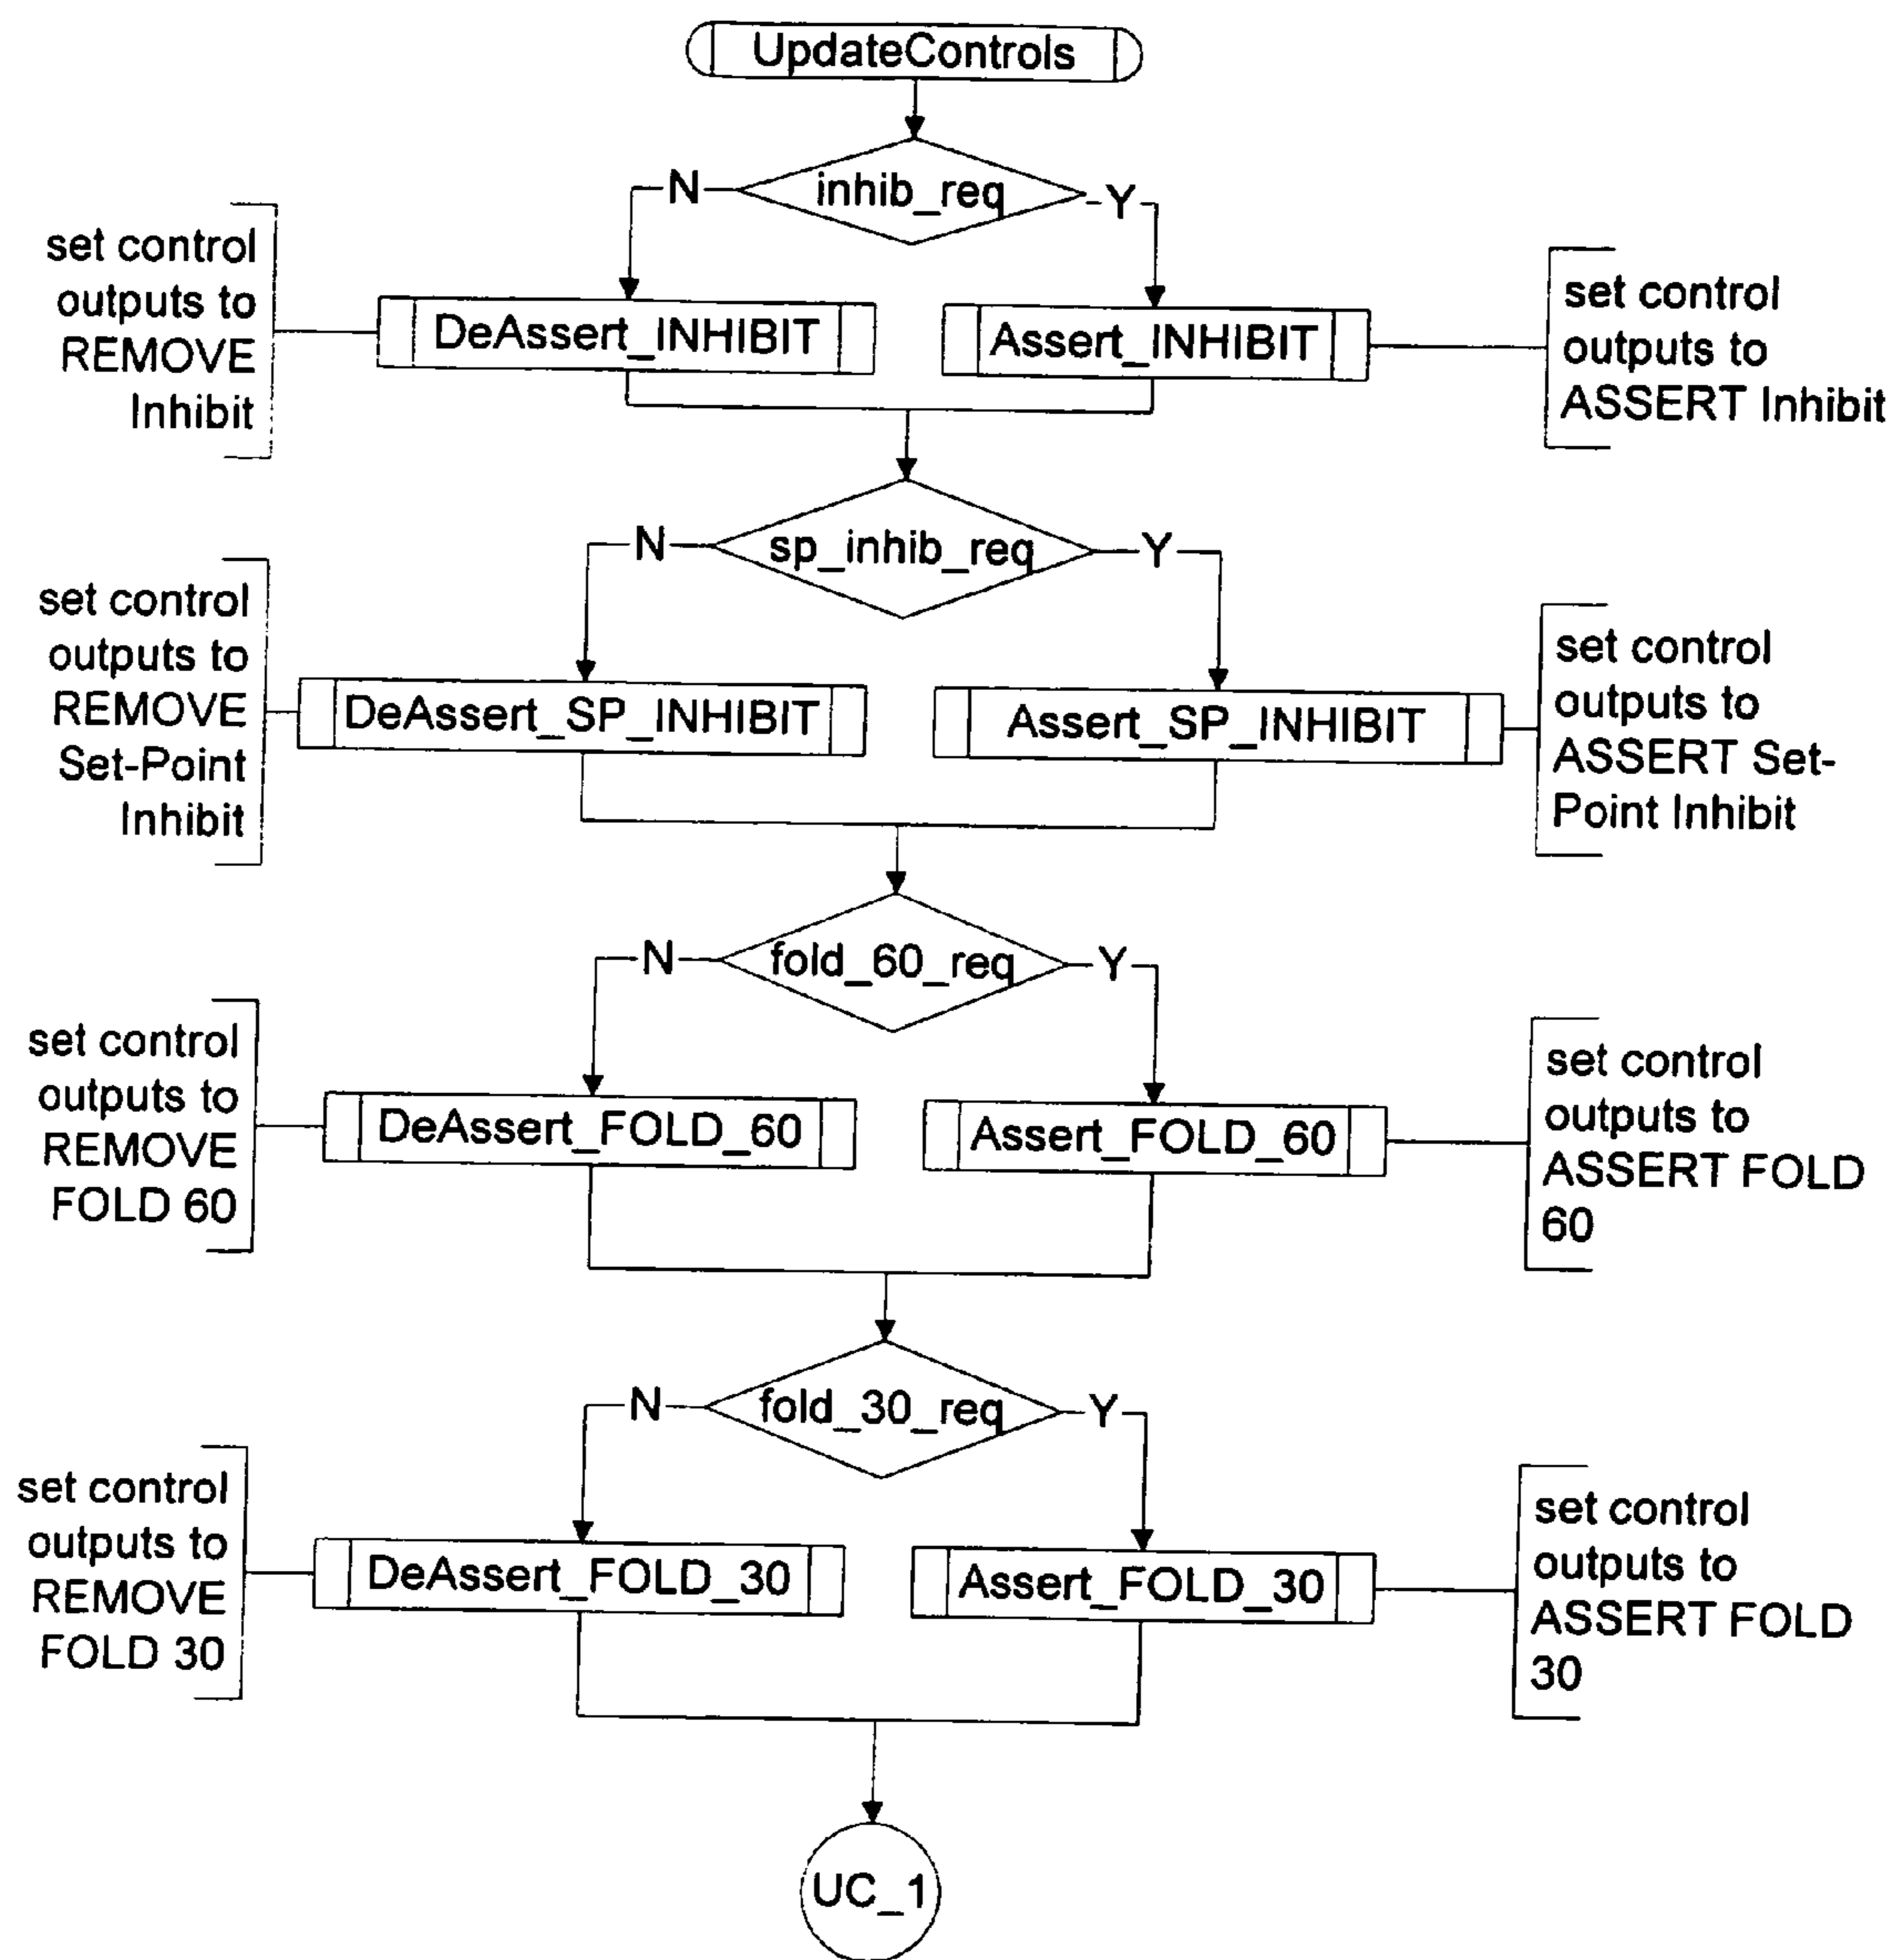 UpdateControls
N
inhib_req
Y
set control
outputs to
REMOVE
Inhibit
DeAssert_INHIBIT
Assert_INHIBIT
set control
outputs to
ASSERT Inhibit
N
sp_inhib_req
Y
set control
outputs to
REMOVE
Set-Point
Inhibit
DeAssert_SP_INHIBIT
Assert_SP_INHIBIT
set control
outputs to
ASSERT Set-
Point Inhibit
N
fold_60_req
Y
set control
outputs to
REMOVE
FOLD 60
DeAssert_FOLD_60
Assert_FOLD_60
set control
outputs to
ASSERT FOLD
60
N
fold_30_req
Y
set control
outputs to
REMOVE
FOLD 30
DeAssert_FOLD_30
Assert_FOLD_30
set control
outputs to
ASSERT FOLD
30
UC_1